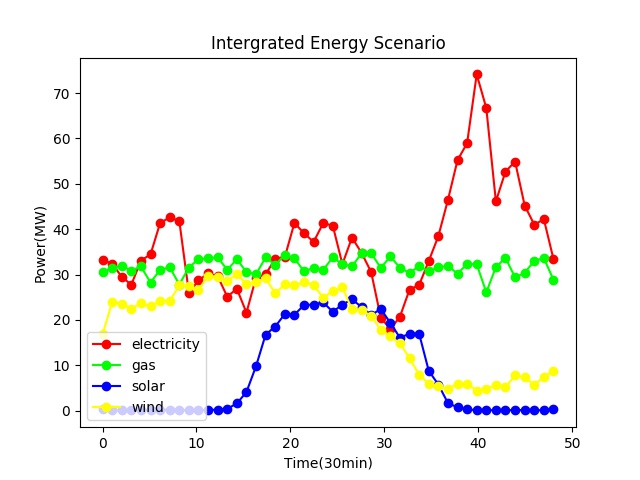 Intergrated Energy Scenario
Power(MW)
70
60
50
40
30
20
10
0
electricity
gas
solar
wind
0 10 20 30 40 50
Time(30min)